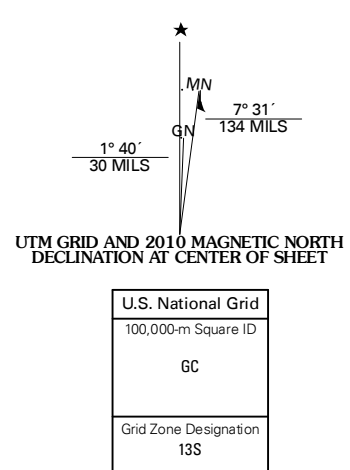 MN
7° 31´
134 MILS
GN
1° 40´
30 MILS
UTM GRID AND 2010 MAGNETIC NORTH
DECLINATION AT CENTER OF SHEET
U.S. National Grid
100,000-m Square ID
GC
Grid Zone Designation
13S